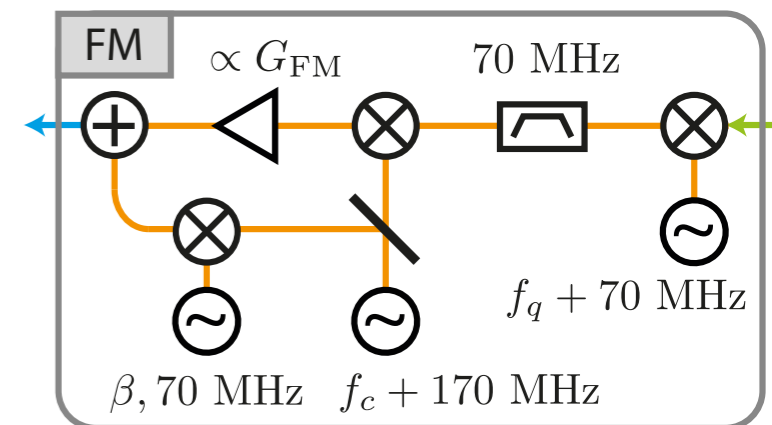 FM
∝ G_FM
70 MHz
f_q + 70 MHz
β, 70 MHz
f_c + 170 MHz